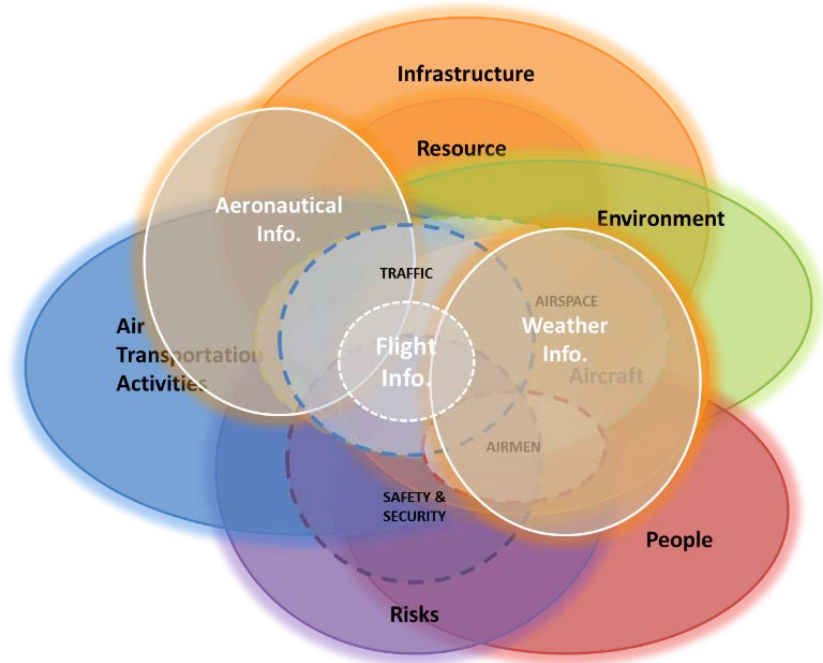 Infrastructure
Resource
Aeronautical
Info.
Environment
TRAFFIC
AIRSPACE
Air
Transportation
Activities
Weather
Info.
Flight
Info.
Aircraft
AIRMEN
SAFETY &
SECURITY
People
Risks